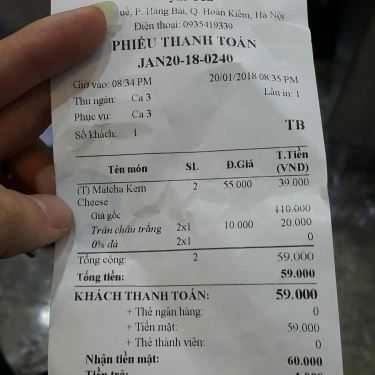 P. Hàng Bài, Q. Hoàn Kiếm, Hà Nội
Điện thoại: 0935419339
PHIẾU THANH TOÁN
JAN20-18-0240
Giờ vào: 08:34 PM 20/01/2018 08:35 PM
Thu ngân: Ca 3 Lần in: 1
Phục vụ: Ca 3
Số khách: 1 TB
Tên món SL Đ.Giá T.Tiền (VND)
(T) Matcha Kem Cheese 2 55.000 39.000
Giá gốc 110.000
Trân châu trắng 2x1 10.000 20.000
0% đá 2x1 0
Tổng cộng: 2 59.000
Tổng tiền: 59.000
KHÁCH THANH TOÁN: 59.000
+ Thẻ ngân hàng: 0
+ Tiền mặt: 59.000
+ Thẻ thành viên: 0
Nhận tiền mặt: 60.000
Tiền trả: